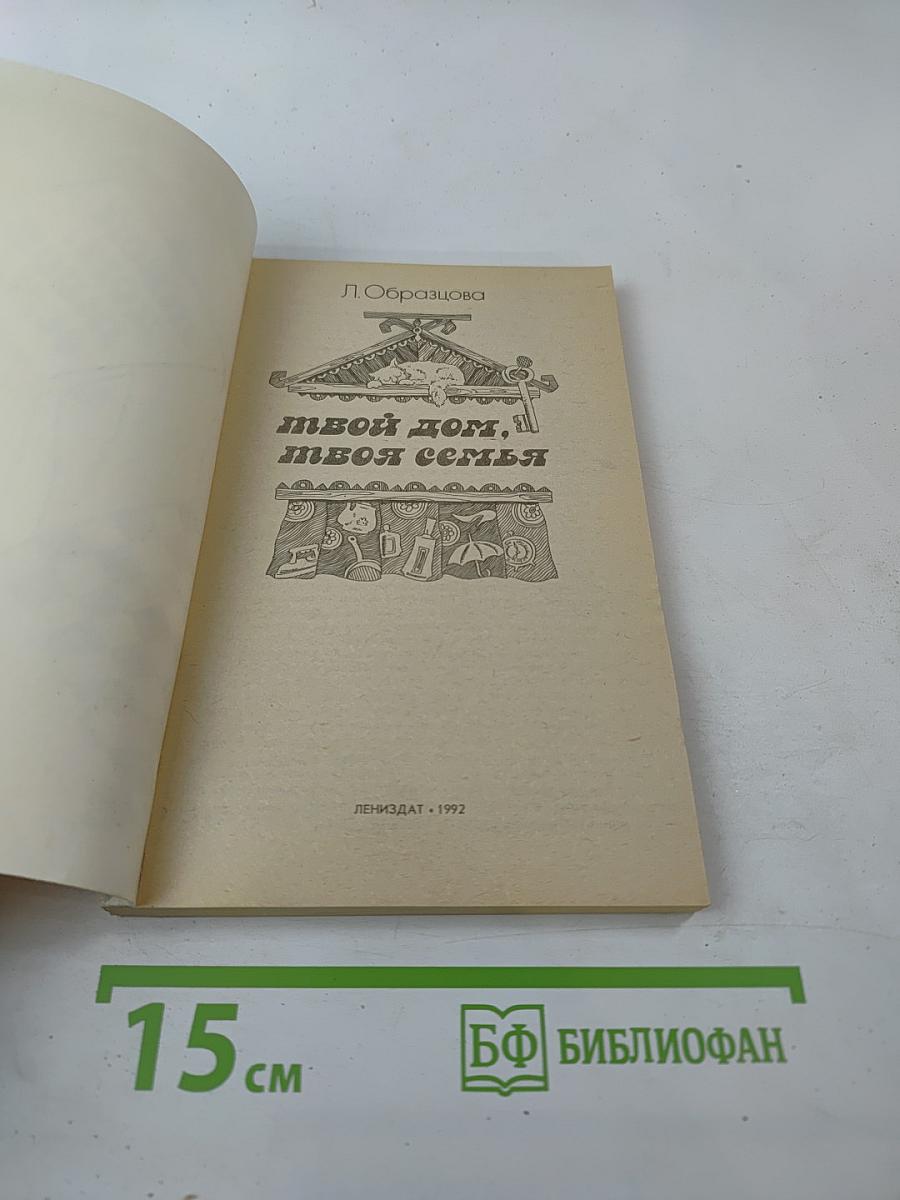 Л. Образцова
твой дом,
твоя семья
ЛЕНИЗДАТ • 1992
15 см
БФ БИБЛИОФАН